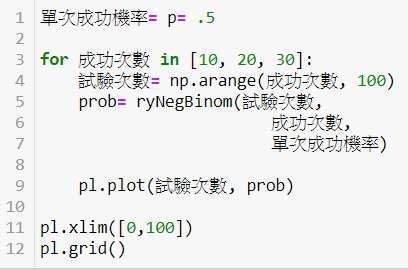 1 單次成功機率= p= .5
2
3 for 成功次數 in [10, 20, 30]:
4     試驗次數= np.arange(成功次數, 100)
5     prob= ryNegBinom(試驗次數,
6                      成功次數,
7                      單次成功機率)
8
9     pl.plot(試驗次數, prob)
10
11 pl.xlim([0,100])
12 pl.grid()